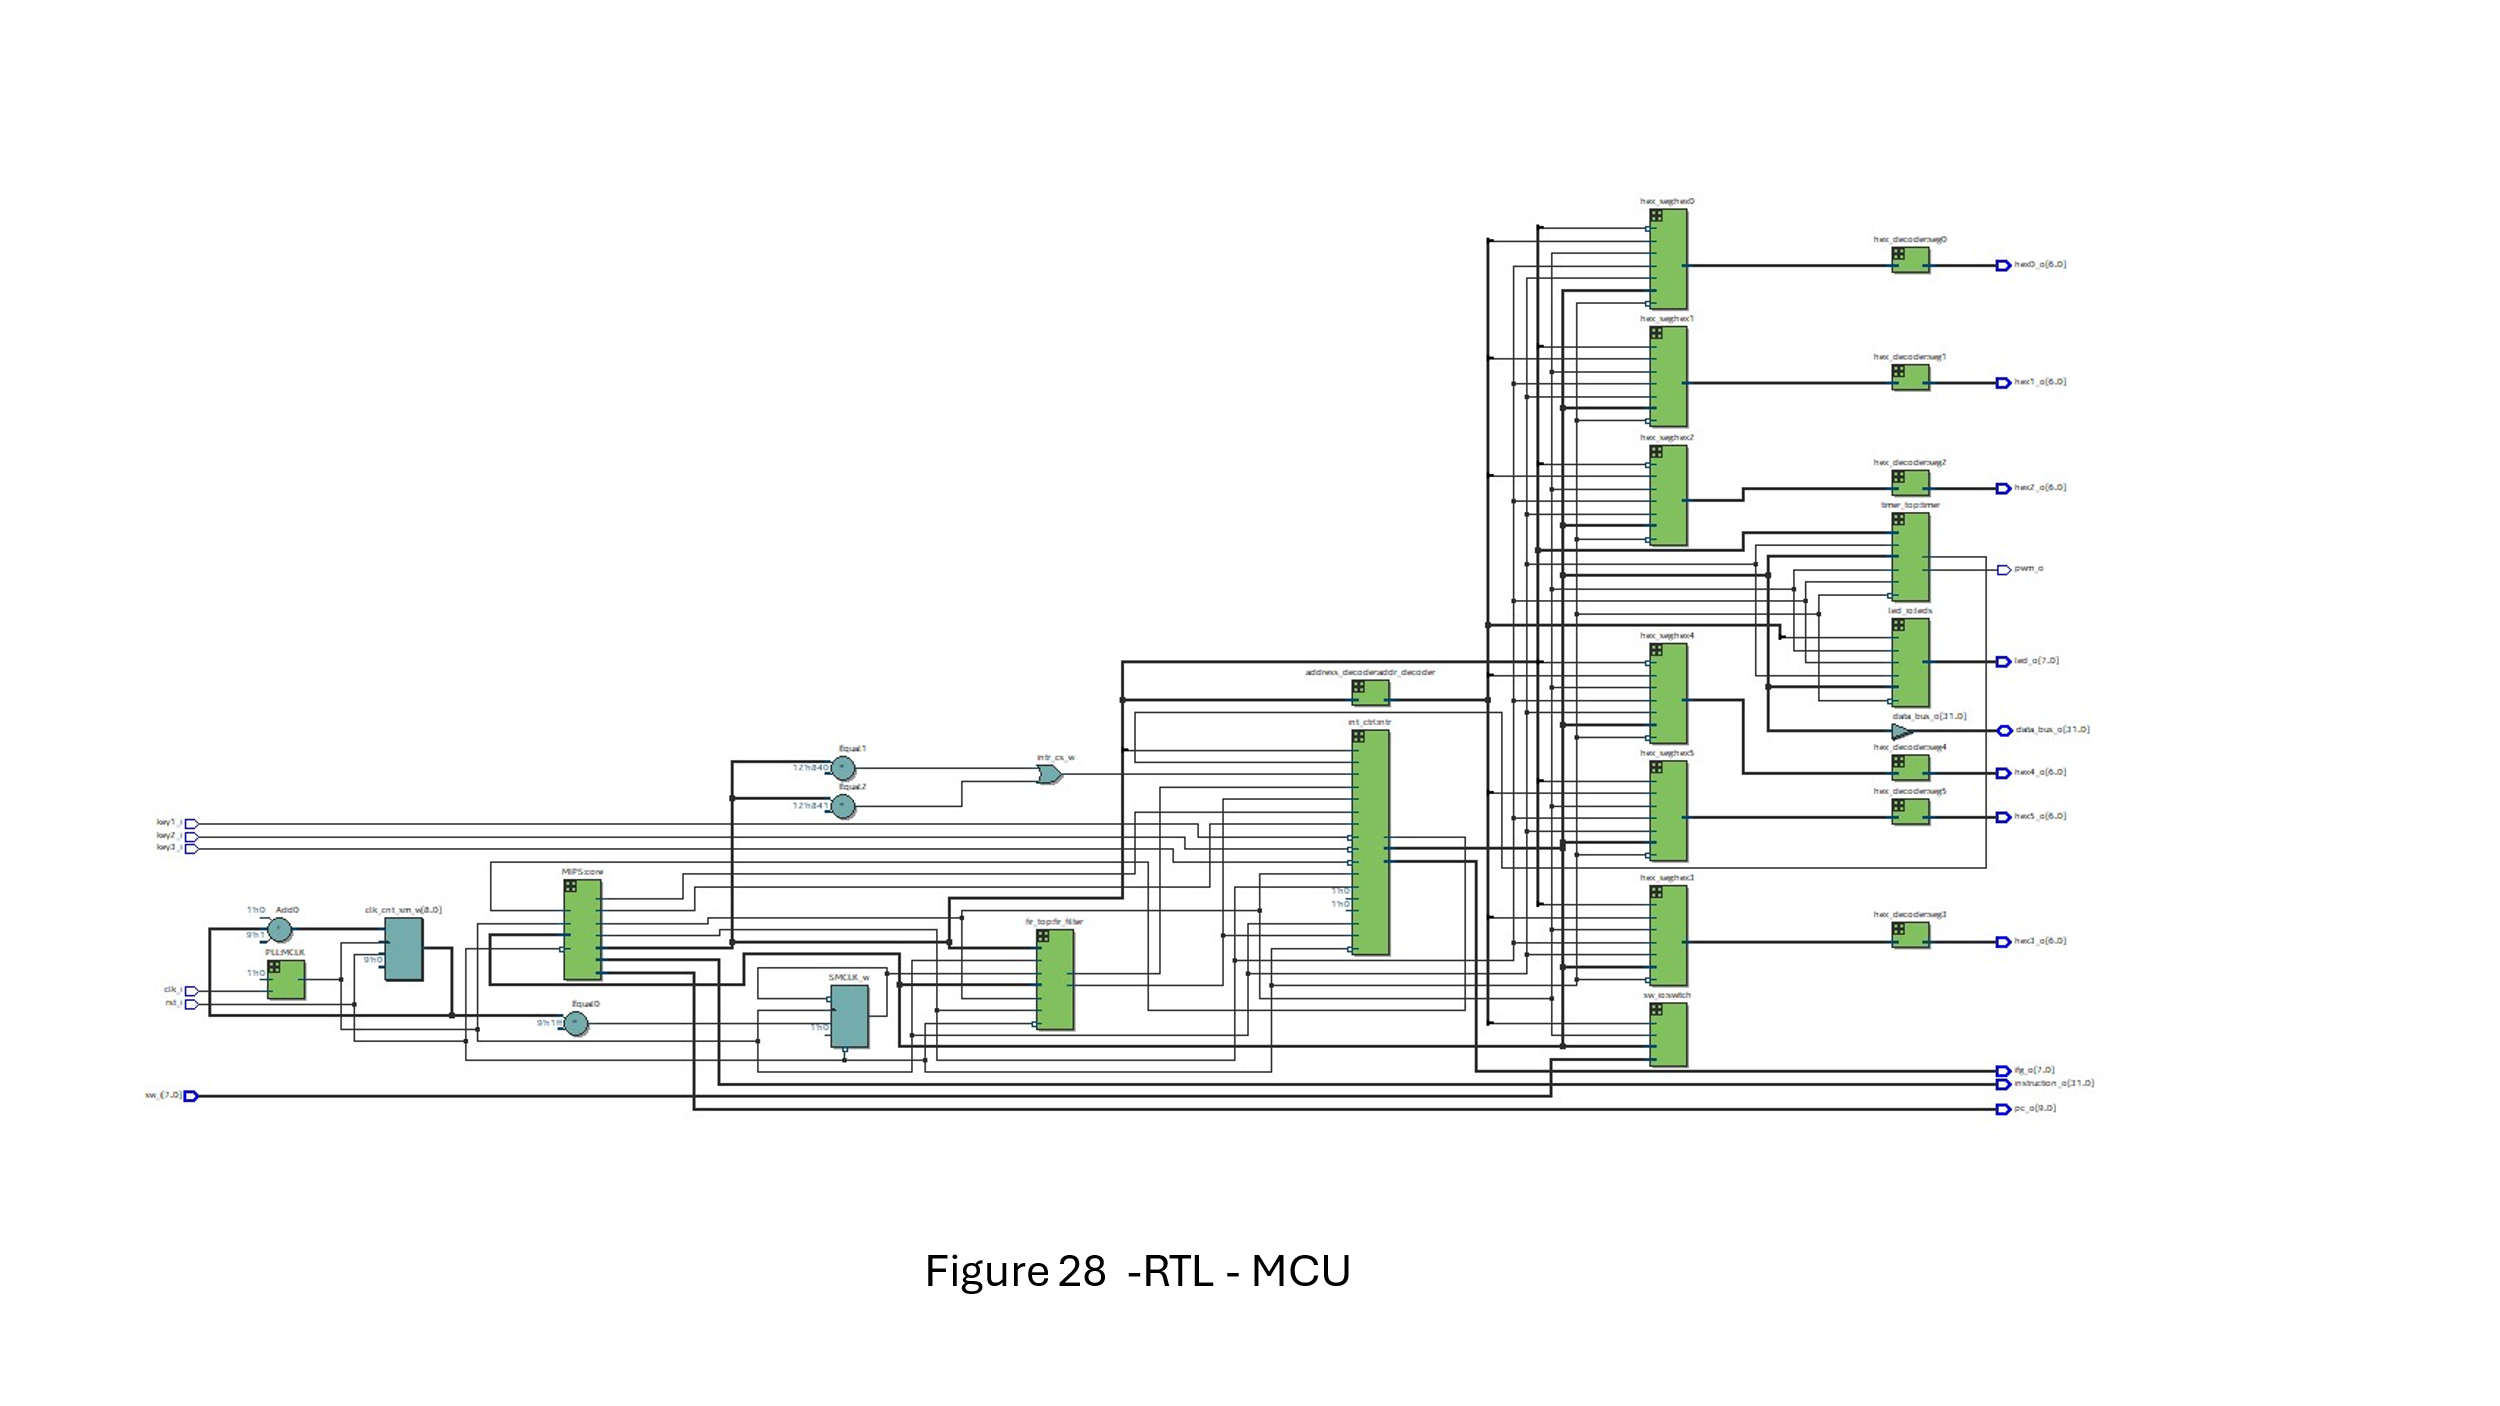 hex_seg:hex0
hex_decoder:seg0
hex0_o[6..0]
hex_seg:hex1
hex_decoder:seg1
hex1_o[6..0]
hex_seg:hex2
hex_decoder:seg2
hex2_o[6..0]
timer_top:timer
pwm_o
led_io:leds
hex_seg:hex4
led_o[7..0]
address_decoder:addr_decoder
int_ctrl:intr
data_bus_o[31..0]
data_bus_o[31..0]
Equal1
12'h840
intr_cs_w
hex_seg:hex5
hex_decoder:seg4
hex4_o[6..0]
Equal2
12'h841
hex_decoder:seg5
hex5_o[6..0]
key1_i
key2_i
key3_i
MIPS:core
hex_seg:hex3
1'h0
1'h0
1'h0
Add0
9'h1
clk_cnt_sm_w[8..0]
9'h0
fir_top:fir_filter
hex_decoder:seg3
hex3_o[6..0]
PLL:MCLK
1'h0
clk_i
rst_i
SMCLK_w
1'h0
Equal0
9'h1ff
sw_io:switch
ifg_o[7..0]
instruction_o[31..0]
sw_i[7..0]
pc_o[9..0]
Figure 28 -RTL - MCU